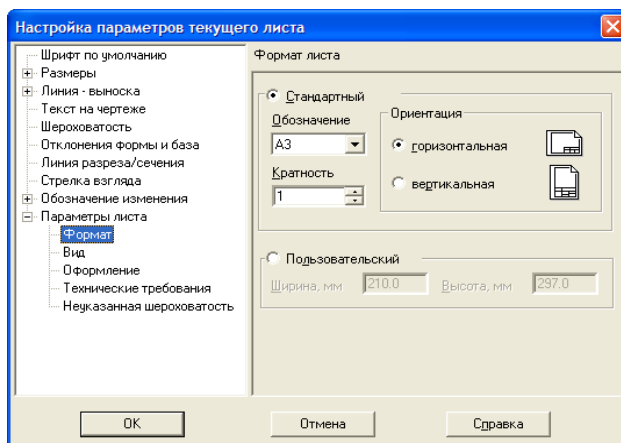 Настройка параметров текущего листа
Шрифт по умолчанию
Размеры
Линия - выноска
Текст на чертеже
Шероховатость
Отклонения формы и база
Линия разреза/сечения
Стрелка взгляда
Обозначение изменения
Параметры листа
Формат
Вид
Оформление
Технические требования
Неуказанная шероховатость
Формат листа
Стандартный
Обозначение
А3
Кратность
1
Ориентация
горизонтальная
вертикальная
Пользовательский
Ширина, мм 210.0 Высота, мм 297.0
OK Отмена Справка